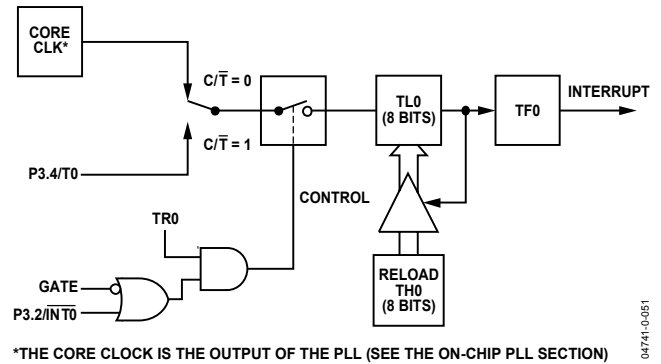 CORE
CLK*
C/T̅ = 0
C/T̅ = 1
P3.4/T0
TL0
(8 BITS)
TF0
INTERRUPT
CONTROL
TR0
GATE
P3.2/I̅N̅T̅0̅
RELOAD
TH0
(8 BITS)
*THE CORE CLOCK IS THE OUTPUT OF THE PLL (SEE THE ON-CHIP PLL SECTION)
04741-0-051